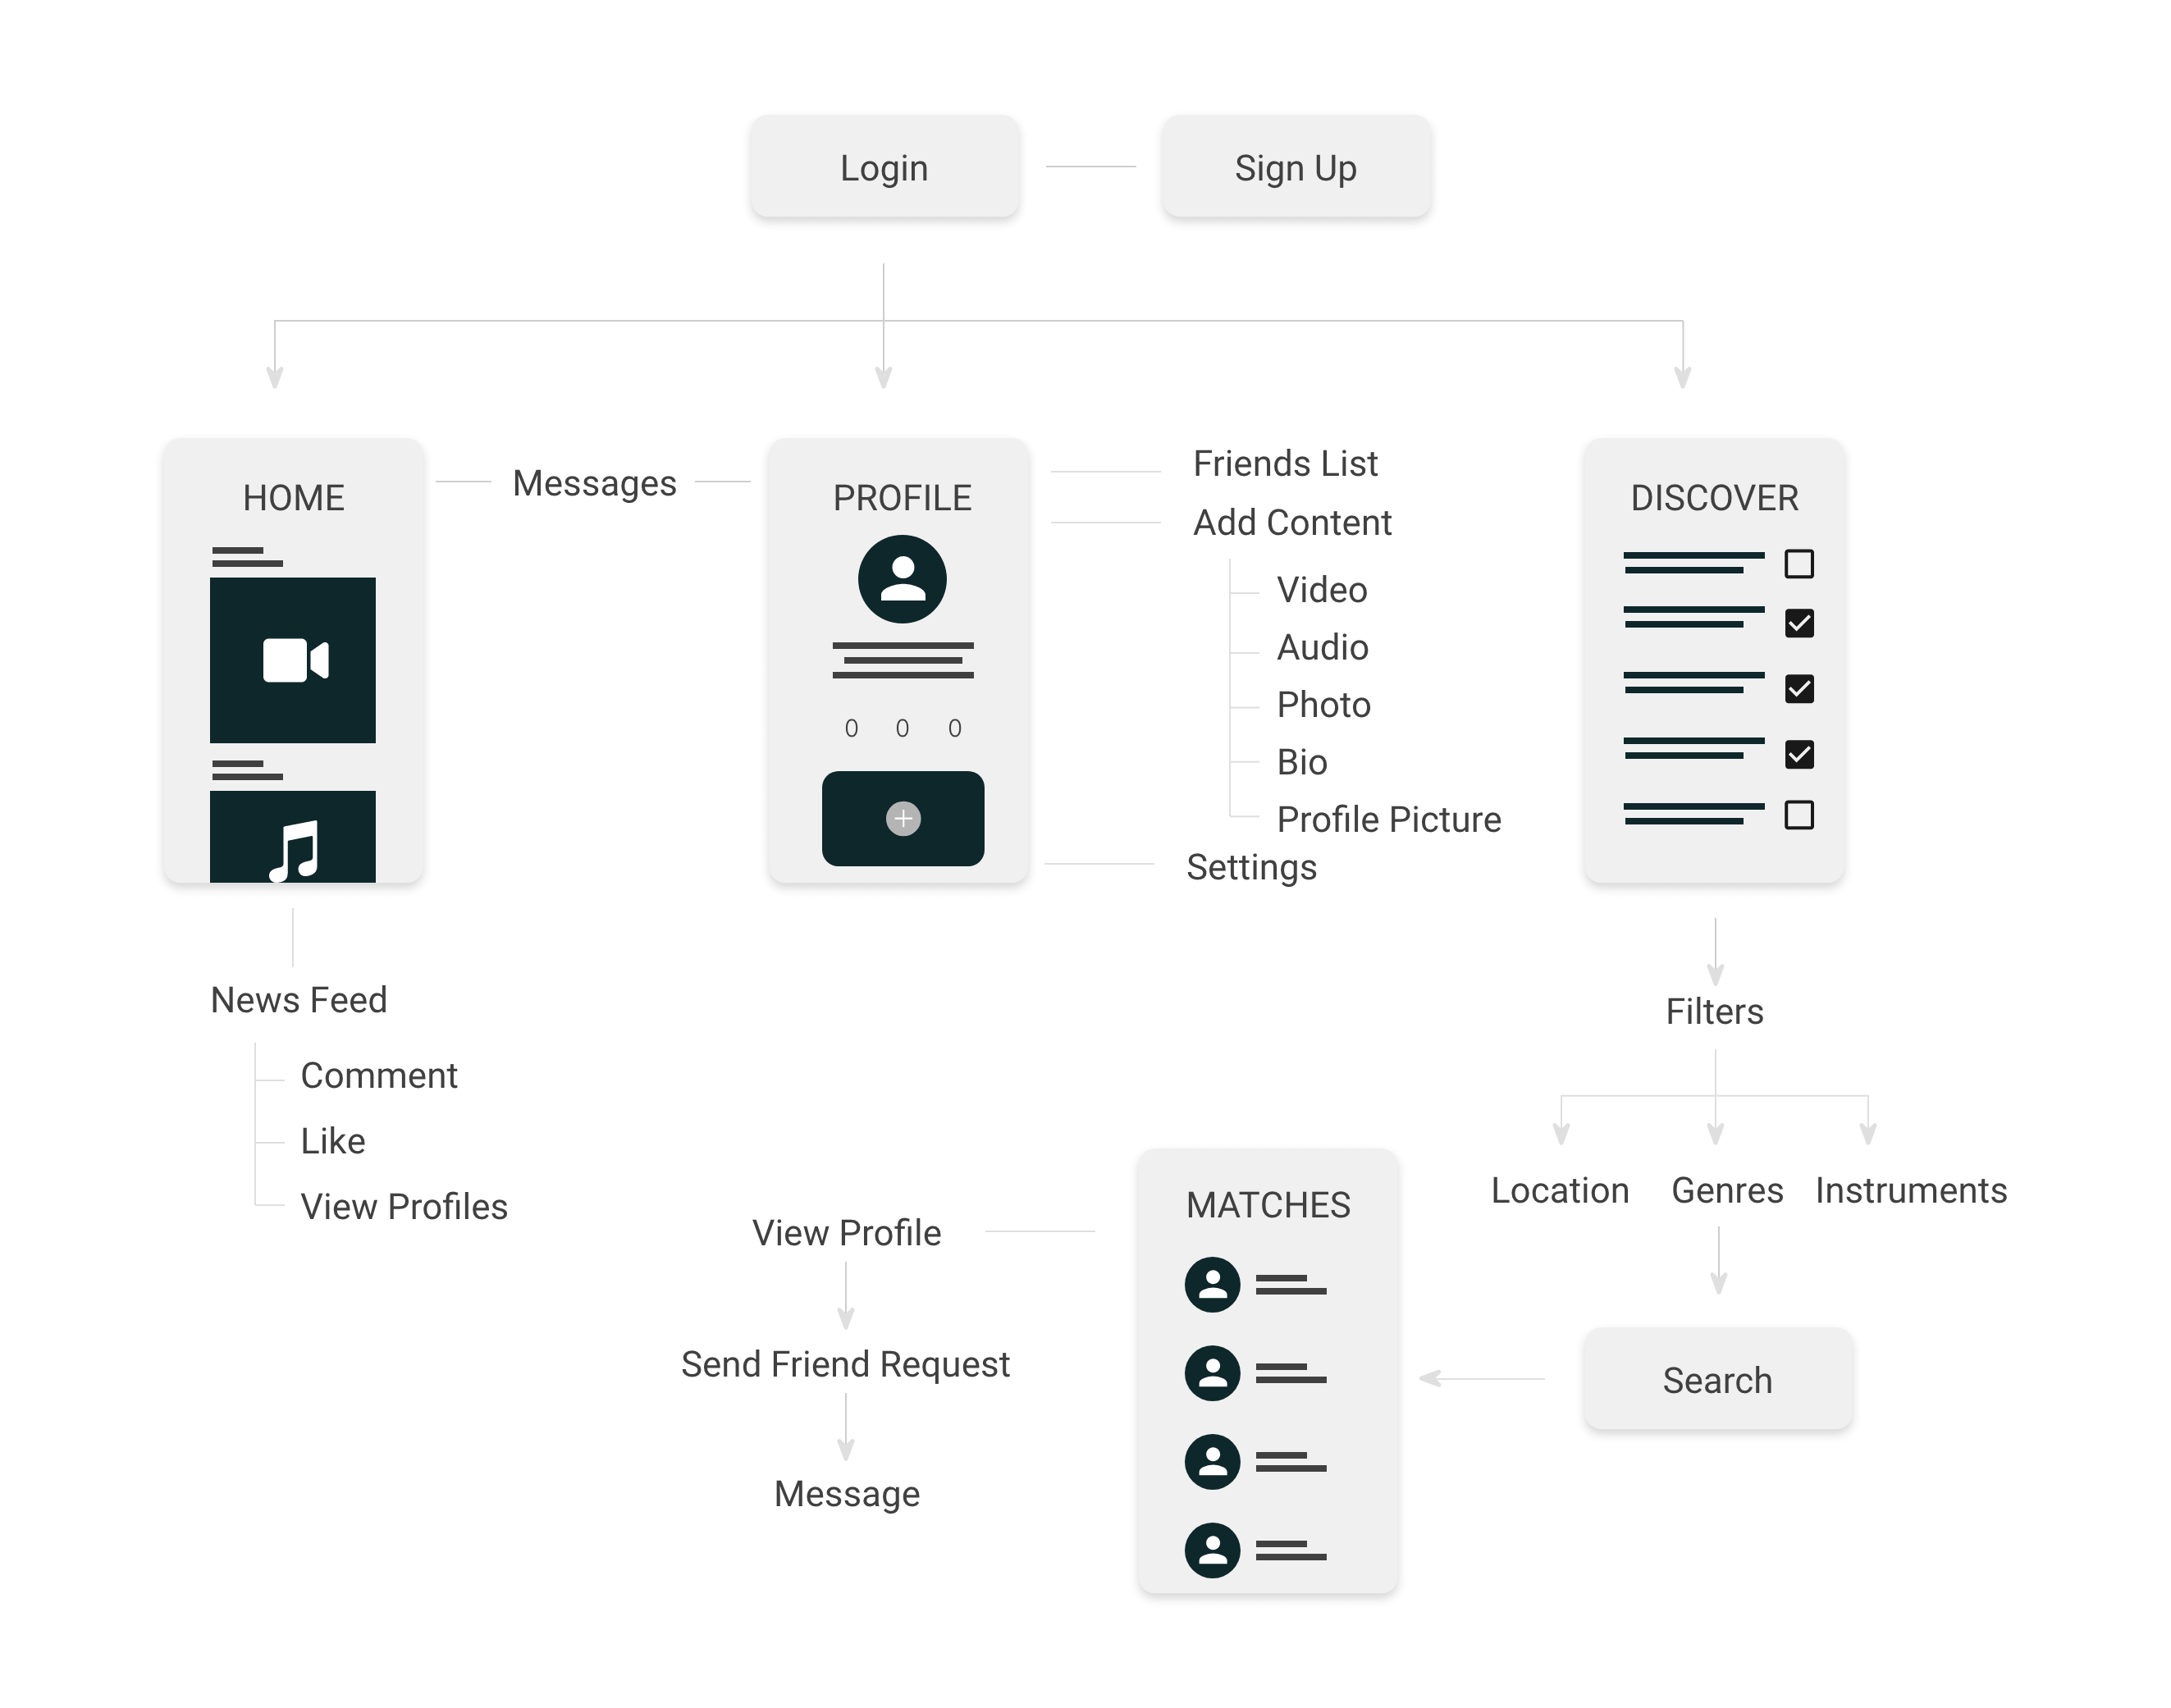 Login
Sign Up
HOME
Messages
PROFILE
0 0 0
Friends List
Add Content
Video
Audio
Photo
Bio
Profile Picture
Settings
DISCOVER
News Feed
Comment
Like
View Profiles
Filters
Location Genres Instruments
Search
MATCHES
View Profile
Send Friend Request
Message